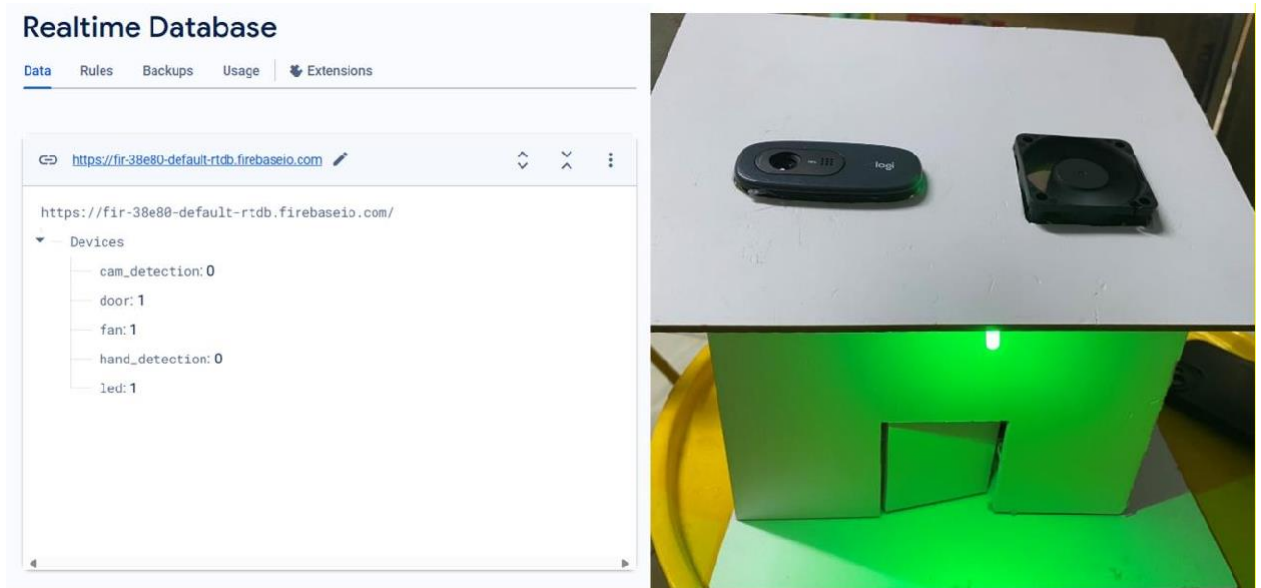 Realtime Database
Data Rules Backups Usage Extensions
https://fir-38e80-default-rtdb.firebaseio.com
https://fir-38e80-default-rtdb.firebaseio.com/
Devices
cam_detection: 0
door: 1
fan: 1
hand_detection: 0
led: 1
logi